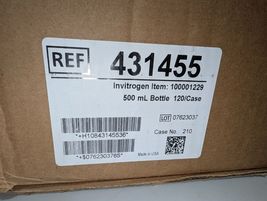 REF 431455
Invitrogen Item: 100001229
500 mL Bottle 120/Case
LOT 07623037
Case No. 210
*+H10843145536*
Made in USA
*+$0762303765*